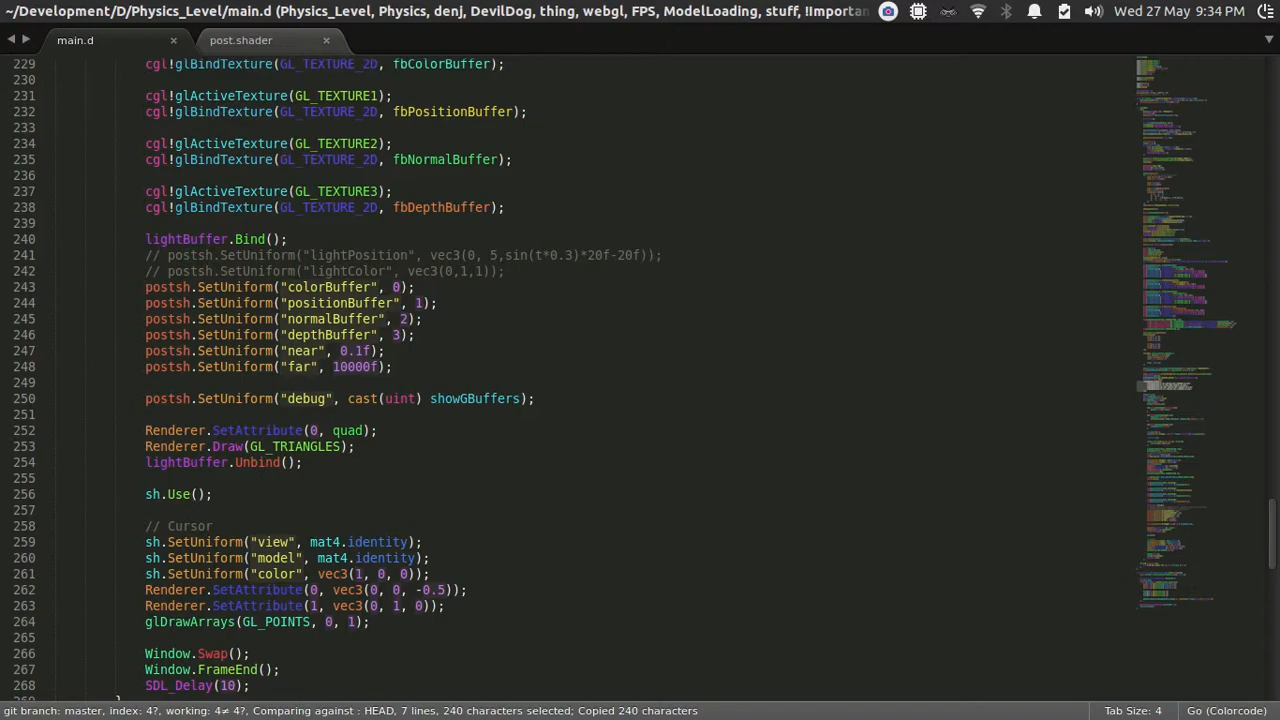 ~/Development/D/Physics_Level/main.d (Physics_Level, Physics, denj, DevilDog, thing, webgl, FPS, ModelLoading, stuff, !Importan
Wed 27 May 9:34 PM
main.d
post.shader
229 cgl!glBindTexture(GL_TEXTURE_2D, fbColorBuffer);
230
231 cgl!glActiveTexture(GL_TEXTURE1);
232 cgl!glBindTexture(GL_TEXTURE_2D, fbPositionBuffer);
233
234 cgl!glActiveTexture(GL_TEXTURE2);
235 cgl!glBindTexture(GL_TEXTURE_2D, fbNormalBuffer);
236
237 cgl!glActiveTexture(GL_TEXTURE3);
238 cgl!glBindTexture(GL_TEXTURE_2D, fbDepthBuffer);
239
240 lightBuffer.Bind();
241 // postsh.SetUniform("lightPosition", 5,sin(t*0.3)*20f-20f));
242 // postsh.SetUniform("lightColor", vec3(0,1,1));
243 postsh.SetUniform("colorBuffer", 0);
244 postsh.SetUniform("positionBuffer", 1);
245 postsh.SetUniform("normalBuffer", 2);
246 postsh.SetUniform("depthBuffer", 3);
247 postsh.SetUniform("near", 0.1f);
248 postsh.SetUniform("far", 10000f);
249
250 postsh.SetUniform("debug", cast(uint) showGBuffers);
251
252 Renderer.SetAttribute(0, quad);
253 Renderer.Draw(GL_TRIANGLES);
254 lightBuffer.Unbind();
255
256 sh.Use();
257
258 // Cursor
259 sh.SetUniform("view", mat4.identity);
260 sh.SetUniform("model", mat4.identity);
261 sh.SetUniform("color", vec3(1, 0, 0));
262 Renderer.SetAttribute(0, vec3(0, 0, -0.
263 Renderer.SetAttribute(1, vec3(0, 1, 0));
264 glDrawArrays(GL_POINTS, 0, 1);
265
266 Window.Swap();
267 Window.FrameEnd();
268 SDL_Delay(10);
269 }
git branch: master, index: 4?, working: 4≠ 4?, Comparing against : HEAD, 7 lines, 240 characters selected; Copied 240 characters
Tab Size: 4
Go (Colorcode)